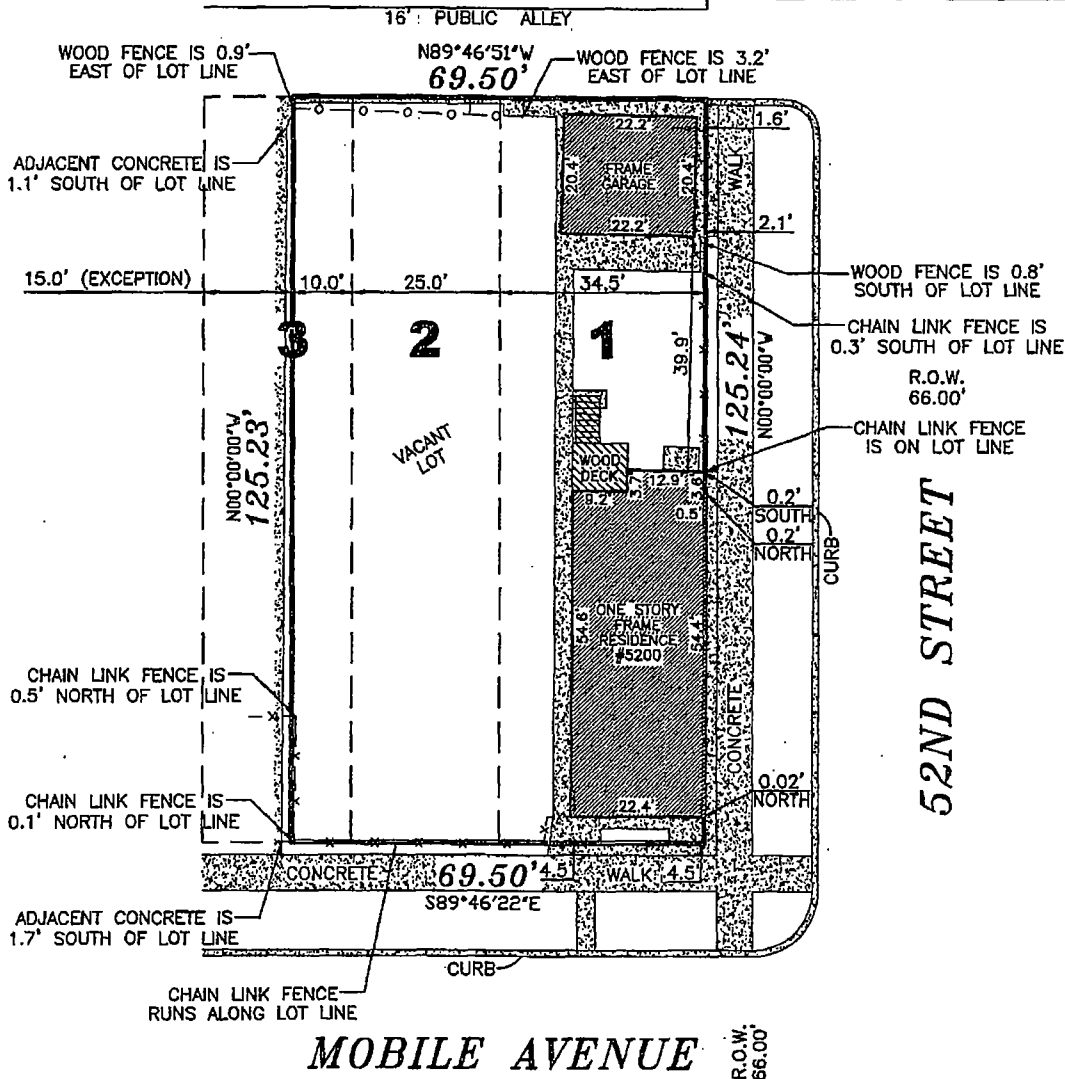 16' PUBLIC ALLEY
WOOD FENCE IS 0.9'
EAST OF LOT LINE
N89°46'51"W
69.50'
WOOD FENCE IS 3.2'
EAST OF LOT LINE
ADJACENT CONCRETE IS
1.1' SOUTH OF LOT LINE
22.2'
1.6'
20.4'
FRAME
GARAGE
20.4'
WALK
22.2'
2.1'
15.0' (EXCEPTION)
10.0'
25.0'
34.5'
WOOD FENCE IS 0.8'
SOUTH OF LOT LINE
CHAIN LINK FENCE IS
0.3' SOUTH OF LOT LINE
3
2
1
39.9'
125.24'
N00°00'00"W
R.O.W.
66.00'
CHAIN LINK FENCE
IS ON LOT LINE
VACANT
LOT
N00°00'00"W
125.23'
WOOD
DECK
12.9'
3.7'
3.6'
9.2'
0.5'
0.2'
SOUTH
0.2'
NORTH
CURB
52ND STREET
ONE STORY
FRAME
RESIDENCE
#5200
54.6'
54.4'
CHAIN LINK FENCE IS
0.5' NORTH OF LOT LINE
CONCRETE
CHAIN LINK FENCE IS
0.1' NORTH OF LOT LINE
22.4'
0.02'
NORTH
CONCRETE
69.50'
4.5'
WALK
4.5'
S89°46'22"E
ADJACENT CONCRETE IS
1.7' SOUTH OF LOT LINE
CURB
CHAIN LINK FENCE
RUNS ALONG LOT LINE
MOBILE AVENUE
R.O.W.
66.00'